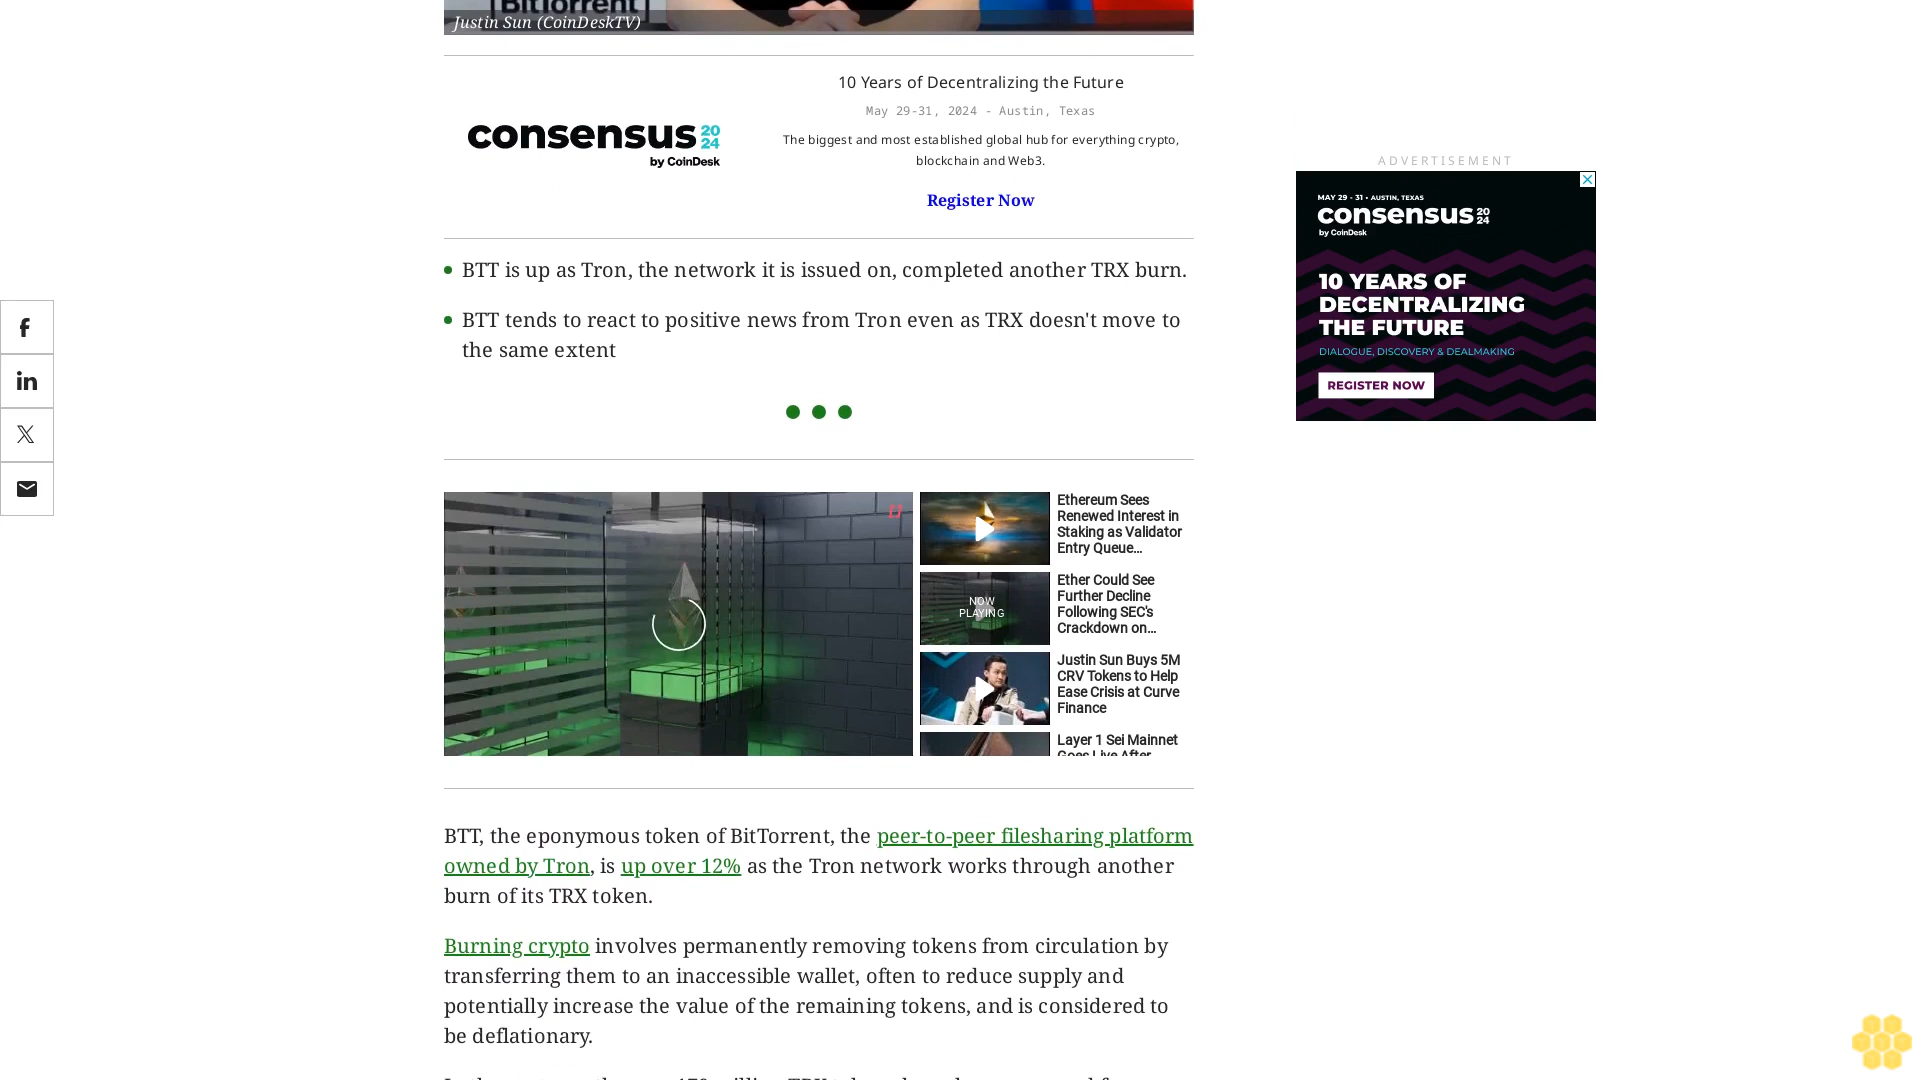 [BitTorrent]
Justin Sun (CoinDeskTV)
consensus 2024
by CoinDesk
10 Years of Decentralizing the Future
May 29-31, 2024 - Austin, Texas
The biggest and most established global hub for everything crypto,
blockchain and Web3.
Register Now
ADVERTISEMENT
MAY 29 - 31 • AUSTIN, TEXAS
consensus 2024
by CoinDesk
10 YEARS OF
DECENTRALIZING
THE FUTURE
DIALOGUE, DISCOVERY & DEALMAKING
REGISTER NOW
BTT is up as Tron, the network it is issued on, completed another TRX burn.
BTT tends to react to positive news from Tron even as TRX doesn't move to
the same extent
Ethereum Sees
Renewed Interest in
Staking as Validator
Entry Queue...
NOW
PLAYING
Ether Could See
Further Decline
Following SEC's
Crackdown on...
Justin Sun Buys 5M
CRV Tokens to Help
Ease Crisis at Curve
Finance
Layer 1 Sei Mainnet
Goes Live After
BTT, the eponymous token of BitTorrent, the peer-to-peer filesharing platform
owned by Tron, is up over 12% as the Tron network works through another
burn of its TRX token.
Burning crypto involves permanently removing tokens from circulation by
transferring them to an inaccessible wallet, often to reduce supply and
potentially increase the value of the remaining tokens, and is considered to
be deflationary.